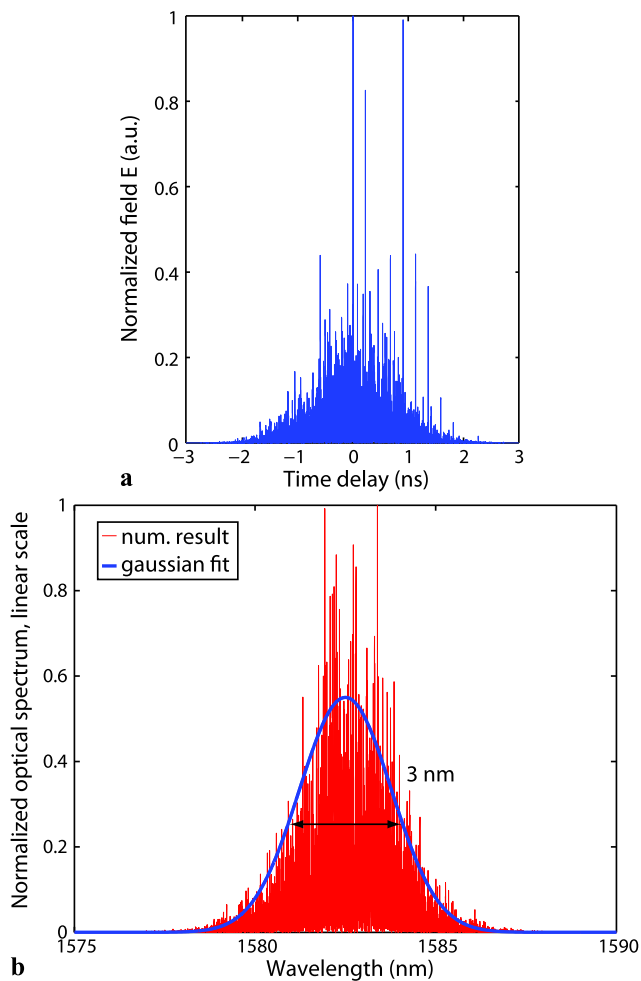 1
0.8
0.6
0.4
0.2
0
Normalized field E (a.u.)
−3 −2 −1 0 1 2 3
Time delay (ns)
a
1
0.8
0.6
0.4
0.2
0
Normalized optical spectrum, linear scale
num. result
gaussian fit
3 nm
1575 1580 1585 1590
Wavelength (nm)
b